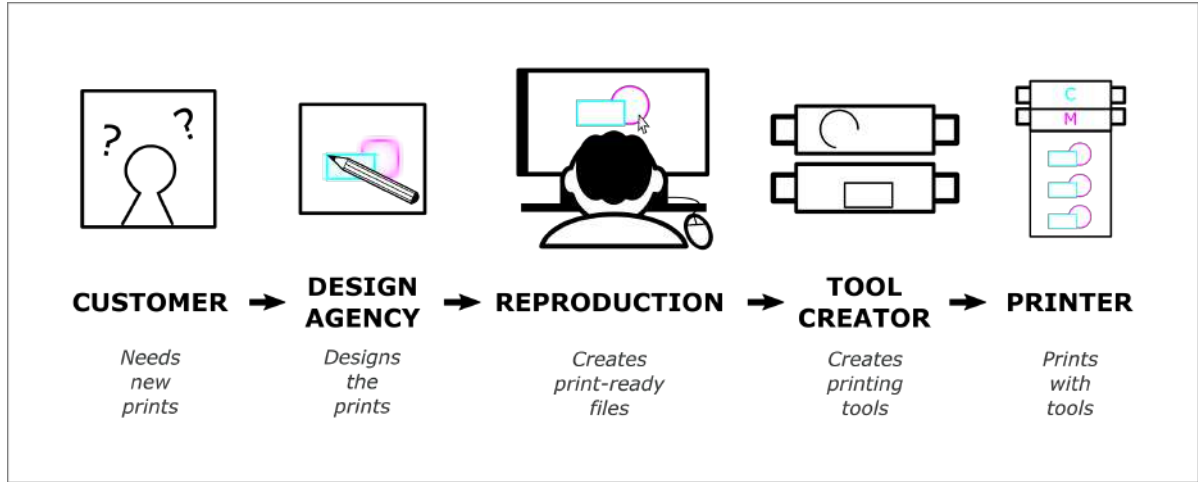 ?
?
C
M
CUSTOMER
DESIGN
AGENCY
REPRODUCTION
TOOL
CREATOR
PRINTER
Needs
new
prints
Designs
the
prints
Creates
print-ready
files
Creates
printing
tools
Prints
with
tools